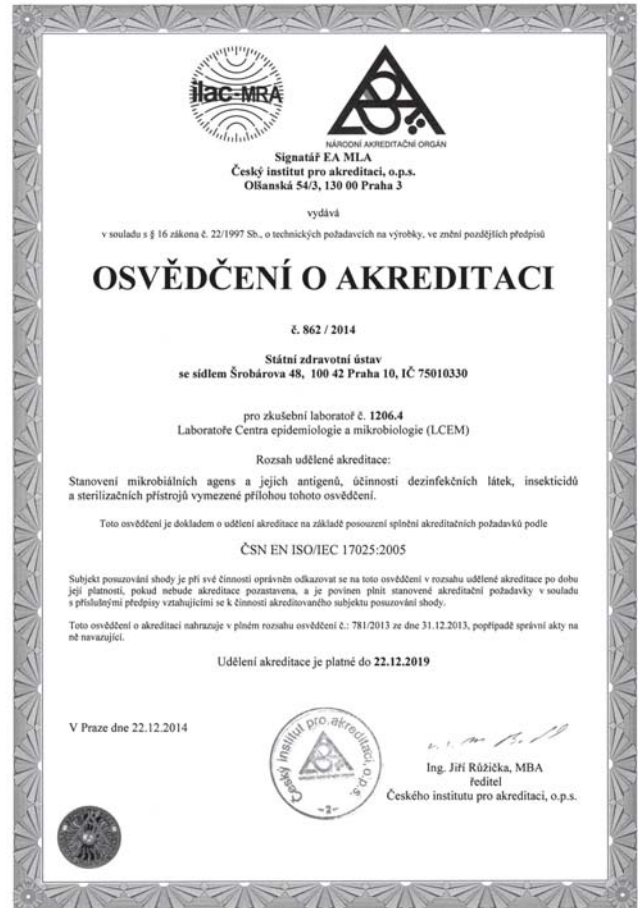 ilac-MRA
NÁRODNÍ AKREDITAČNÍ ORGÁN
Signatář EA MLA
Český institut pro akreditaci, o.p.s.
Olšanská 54/3, 130 00 Praha 3
vydává
v souladu s § 16 zákona č. 22/1997 Sb., o technických požadavcích na výrobky, ve znění pozdějších předpisů
OSVĚDČENÍ O AKREDITACI
č. 862 / 2014
Státní zdravotní ústav
se sídlem Šrobárova 48, 100 42 Praha 10, IČ 75010330
pro zkušební laboratoř č. 1206.4
Laboratoře Centra epidemiologie a mikrobiologie (LCEM)
Rozsah udělené akreditace:
Stanovení mikrobiálních agens a jejich antigenů, účinnosti dezinfekčních látek, insekticidů
a sterilizačních přístrojů vymezené přílohou tohoto osvědčení.
Toto osvědčení je dokladem o udělení akreditace na základě posouzení splnění akreditačních požadavků podle
ČSN EN ISO/IEC 17025:2005
Subjekt posuzování shody je při své činnosti oprávněn odkazovat se na toto osvědčení v rozsahu udělené akreditace po dobu
její platnosti, pokud nebude akreditace pozastavena, a je povinen plnit stanovené akreditační požadavky v souladu
s příslušnými předpisy vztahujícími se k činnosti akreditovaného subjektu posuzování shody.
Toto osvědčení o akreditaci nahrazuje v plném rozsahu osvědčení č.: 781/2013 ze dne 31.12.2013, popřípadě správní akty na
ně navazující.
Udělení akreditace je platné do 22.12.2019
V Praze dne 22.12.2014
Český institut pro akreditaci, o.p.s.
-2-
Ing. Jiří Růžička, MBA
ředitel
Českého institutu pro akreditaci, o.p.s.